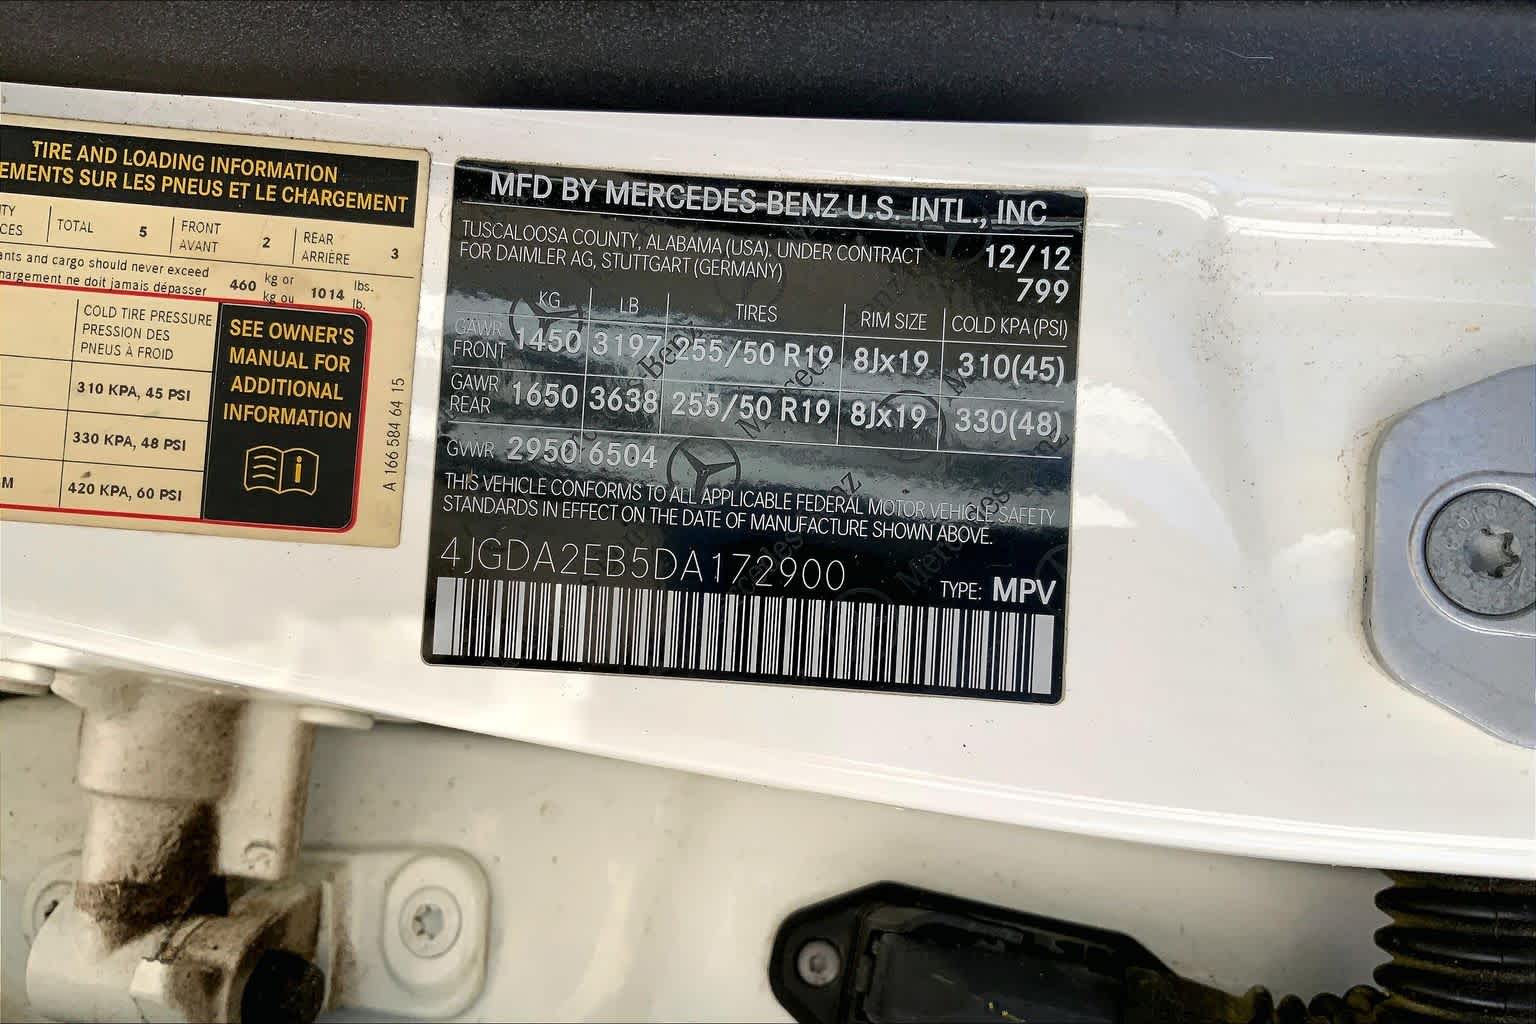 TIRE AND LOADING INFORMATION
EMENTS SUR LES PNEUS ET LE CHARGEMENT
TOTAL 5 FRONT AVANT 2 REAR ARRIÈRE 3
ants and cargo should never exceed
hargement ne doit jamais dépasser
460 kg or kg ou 1014 lbs. lb.
COLD TIRE PRESSURE
PRESSION DES
PNEUS À FROID
310 KPA, 45 PSI
330 KPA, 48 PSI
420 KPA, 60 PSI
SEE OWNER'S
MANUAL FOR
ADDITIONAL
INFORMATION
A 166 584 64 15
MFD BY MERCEDES-BENZ U.S. INTL., INC
TUSCALOOSA COUNTY, ALABAMA (USA). UNDER CONTRACT
FOR DAIMLER AG, STUTTGART (GERMANY)
12/12
799
KG LB TIRES RIM SIZE COLD KPA (PSI)
GAWR FRONT 1450 3197 255/50 R19 8Jx19 310(45)
GAWR REAR 1650 3638 255/50 R19 8Jx19 330(48)
GVWR 2950 6504
THIS VEHICLE CONFORMS TO ALL APPLICABLE FEDERAL MOTOR VEHICLE SAFETY
STANDARDS IN EFFECT ON THE DATE OF MANUFACTURE SHOWN ABOVE.
4JGDA2EB5DA172900
TYPE: MPV